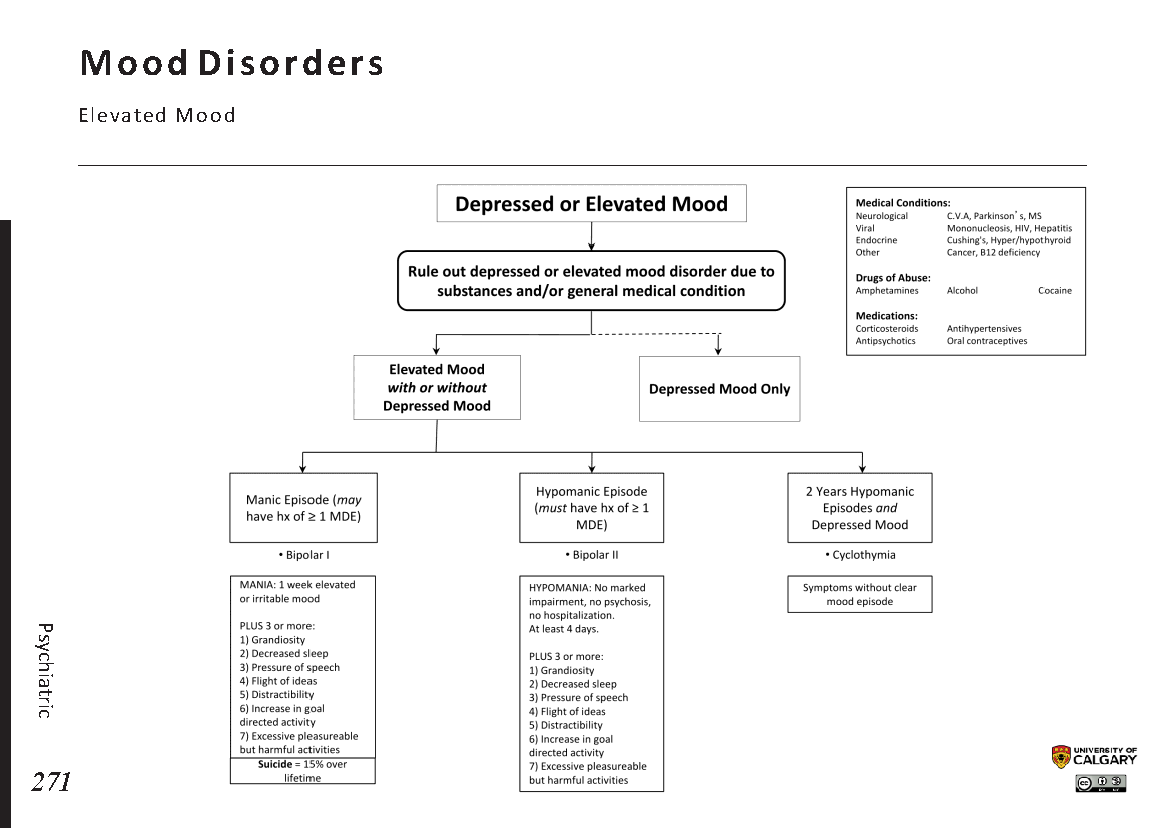 Mood Disorders
Elevated Mood
Depressed or Elevated Mood
Rule out depressed or elevated mood disorder due to
substances and/or general medical condition
Medical Conditions:
Neurological C.V.A, Parkinson's, MS
Viral Mononucleosis, HIV, Hepatitis
Endocrine Cushing's, Hyper/hypothyroid
Other Cancer, B12 deficiency
Drugs of Abuse:
Amphetamines Alcohol Cocaine
Medications:
Corticosteroids Antihypertensives
Antipsychotics Oral contraceptives
Elevated Mood
with or without
Depressed Mood
Depressed Mood Only
Manic Episode (may
have hx of ≥ 1 MDE)
• Bipolar I
MANIA: 1 week elevated
or irritable mood
PLUS 3 or more:
1) Grandiosity
2) Decreased sleep
3) Pressure of speech
4) Flight of ideas
5) Distractibility
6) Increase in goal
directed activity
7) Excessive pleasureable
but harmful activities
Suicide = 15% over
lifetime
Hypomanic Episode
(must have hx of ≥ 1
MDE)
• Bipolar II
HYPOMANIA: No marked
impairment, no psychosis,
no hospitalization.
At least 4 days.
PLUS 3 or more:
1) Grandiosity
2) Decreased sleep
3) Pressure of speech
4) Flight of ideas
5) Distractibility
6) Increase in goal
directed activity
7) Excessive pleasureable
but harmful activities
2 Years Hypomanic
Episodes and
Depressed Mood
• Cyclothymia
Symptoms without clear
mood episode
Psychiatric
271
UNIVERSITY OF
CALGARY
cc